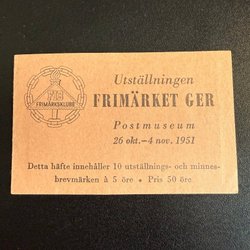 FRIMÄRKSKLUBB
Utställningen
FRIMÄRKET GER
Postmuseum
26 okt.—4 nov. 1951
Detta häfte innehåller 10 utställnings- och minnes-
brevmärken à 5 öre • Pris 50 öre.